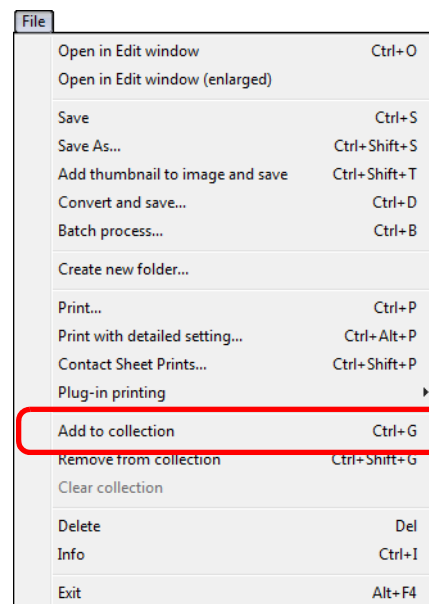 File
Open in Edit window Ctrl+O
Open in Edit window (enlarged)
Save Ctrl+S
Save As... Ctrl+Shift+S
Add thumbnail to image and save Ctrl+Shift+T
Convert and save... Ctrl+D
Batch process... Ctrl+B
Create new folder...
Print... Ctrl+P
Print with detailed setting... Ctrl+Alt+P
Contact Sheet Prints... Ctrl+Shift+P
Plug-in printing
Add to collection Ctrl+G
Remove from collection Ctrl+Shift+G
Clear collection
Delete Del
Info Ctrl+I
Exit Alt+F4